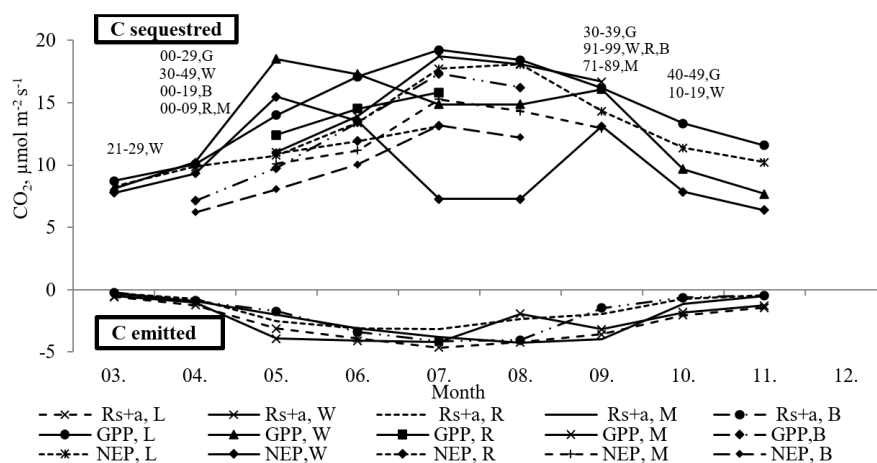 C sequestred
20
15
10
5
0
-5
CO₂, µmol m⁻² s⁻¹
00-29,G
30-49,W
00-19,B
00-09,R,M
21-29,W
30-39,G
91-99,W,R,B
71-89,M
40-49,G
10-19,W
C emitted
03. 04. 05. 06. 07. 08. 09. 10. 11. 12.
Month
Rs+a, L Rs+a, W Rs+a, R Rs+a, M Rs+a, B
GPP, L GPP, W GPP, R GPP, M GPP,B
NEP, L NEP,W NEP, R NEP, M NEP, B